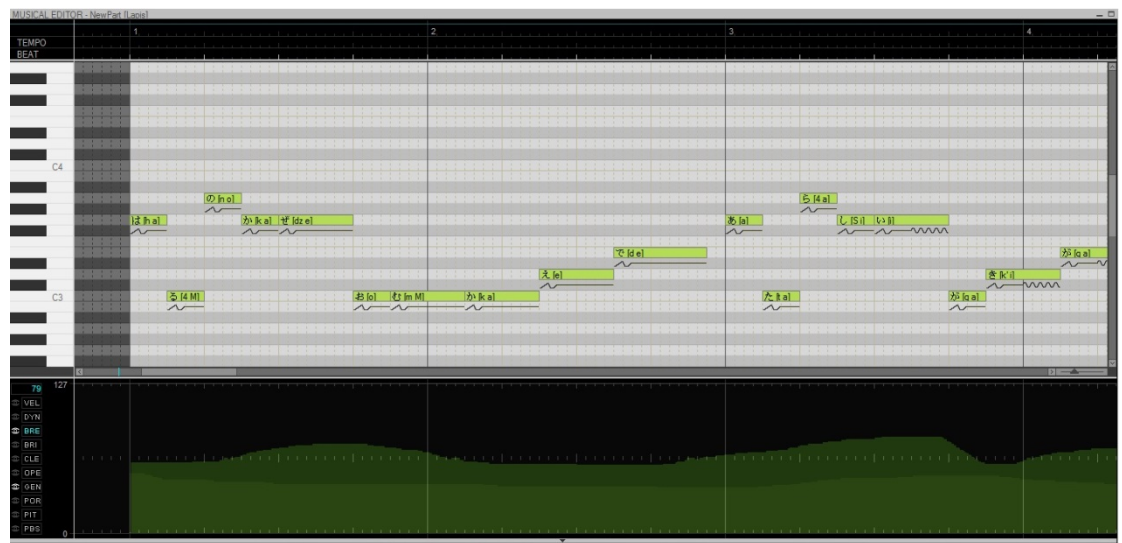 MUSICAL EDITOR - NewPart [Lapis]
1 2 3 4
TEMPO
BEAT
C4
の [n o] ら [4 a]
は [h a] か [k a] ぜ [dz e] あ [a] し [S i] い [i]
で [d e] が [g a]
え [e] き [k' i]
C3 る [4 M] お [o] む [m M] か [k a] た [t a] が [g a]
79 127
VEL
DYN
BRE
BRI
CLE
OPE
GEN
POR
PIT
PBS 0